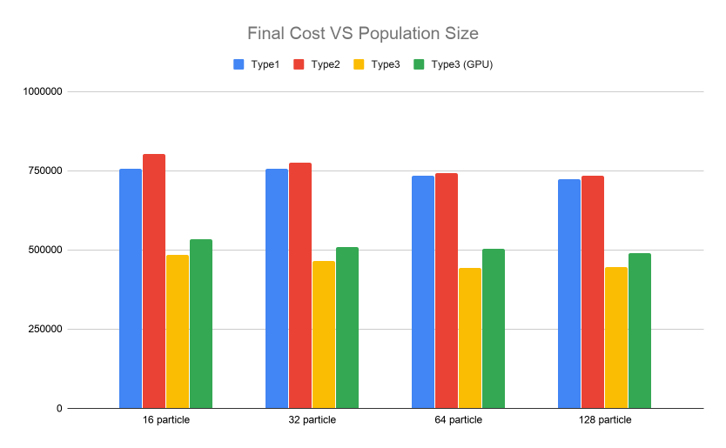 Final Cost VS Population Size
Type1 Type2 Type3 Type3 (GPU)
1000000
750000
500000
250000
0
16 particle 32 particle 64 particle 128 particle